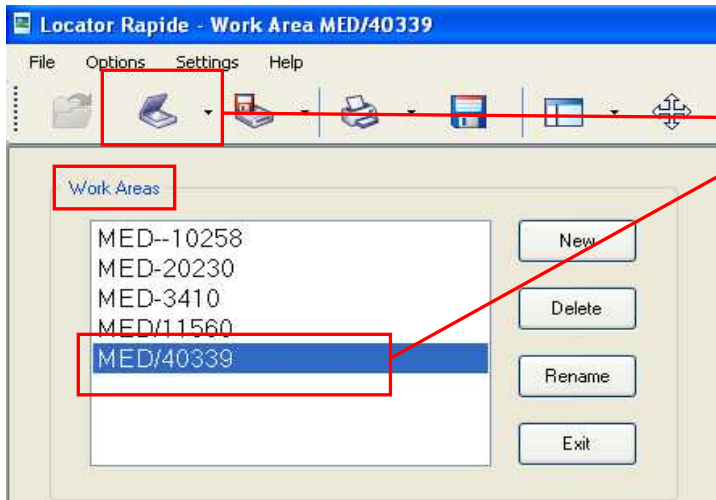 Locator Rapide - Work Area MED/40339
File Options Settings Help
Work Areas
MED--10258
MED-20230
MED-3410
MED/11560
MED/40339
New
Delete
Rename
Exit